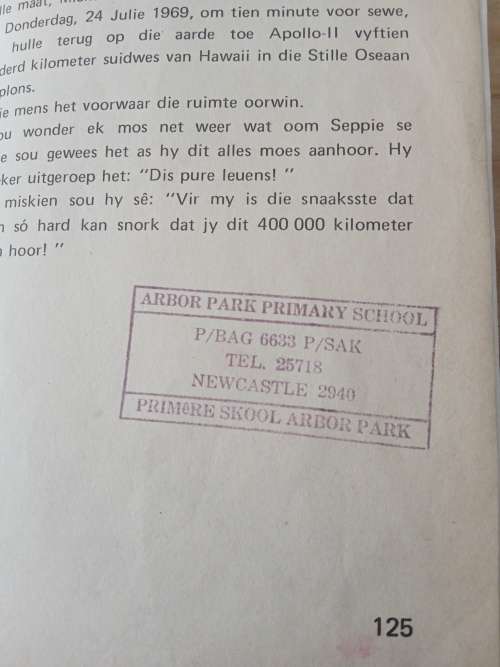 maat,
Donderdag, 24 Julie 1969, om tien minute voor sewe,
hulle terug op die aarde toe Apollo-II vyftien
kilometer suidwes van Hawaii in die Stille Oseaan
plons.
mens het voorwaar die ruimte oorwin.
wonder ek mos net weer wat oom Seppie se
sou gewees het as hy dit alles moes aanhoor. Hy
uitgeroep het: “Dis pure leuens! ”
miskien sou hy sê: “Vir my is die snaaksste dat
só hard kan snork dat jy dit 400 000 kilometer
hoor! ”
ARBOR PARK PRIMARY SCHOOL
P/BAG 6633 P/SAK
TEL. 25718
NEWCASTLE 2940
PRIMêRE SKOOL ARBOR PARK
125